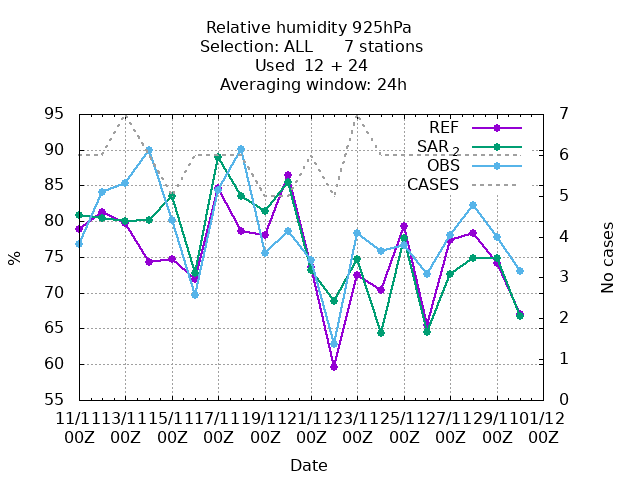 Relative humidity 925hPa
Selection: ALL 7 stations
Used 12 + 24
Averaging window: 24h
95
90
85
80
75
70
65
60
55
%
7
6
5
4
3
2
1
0
No cases
REF
SAR 2
OBS
CASES
11/11 13/11 15/11 17/11 19/11 21/11 23/11 25/11 27/11 29/11 01/12
00Z 00Z 00Z 00Z 00Z 00Z 00Z 00Z 00Z 00Z 00Z
Date